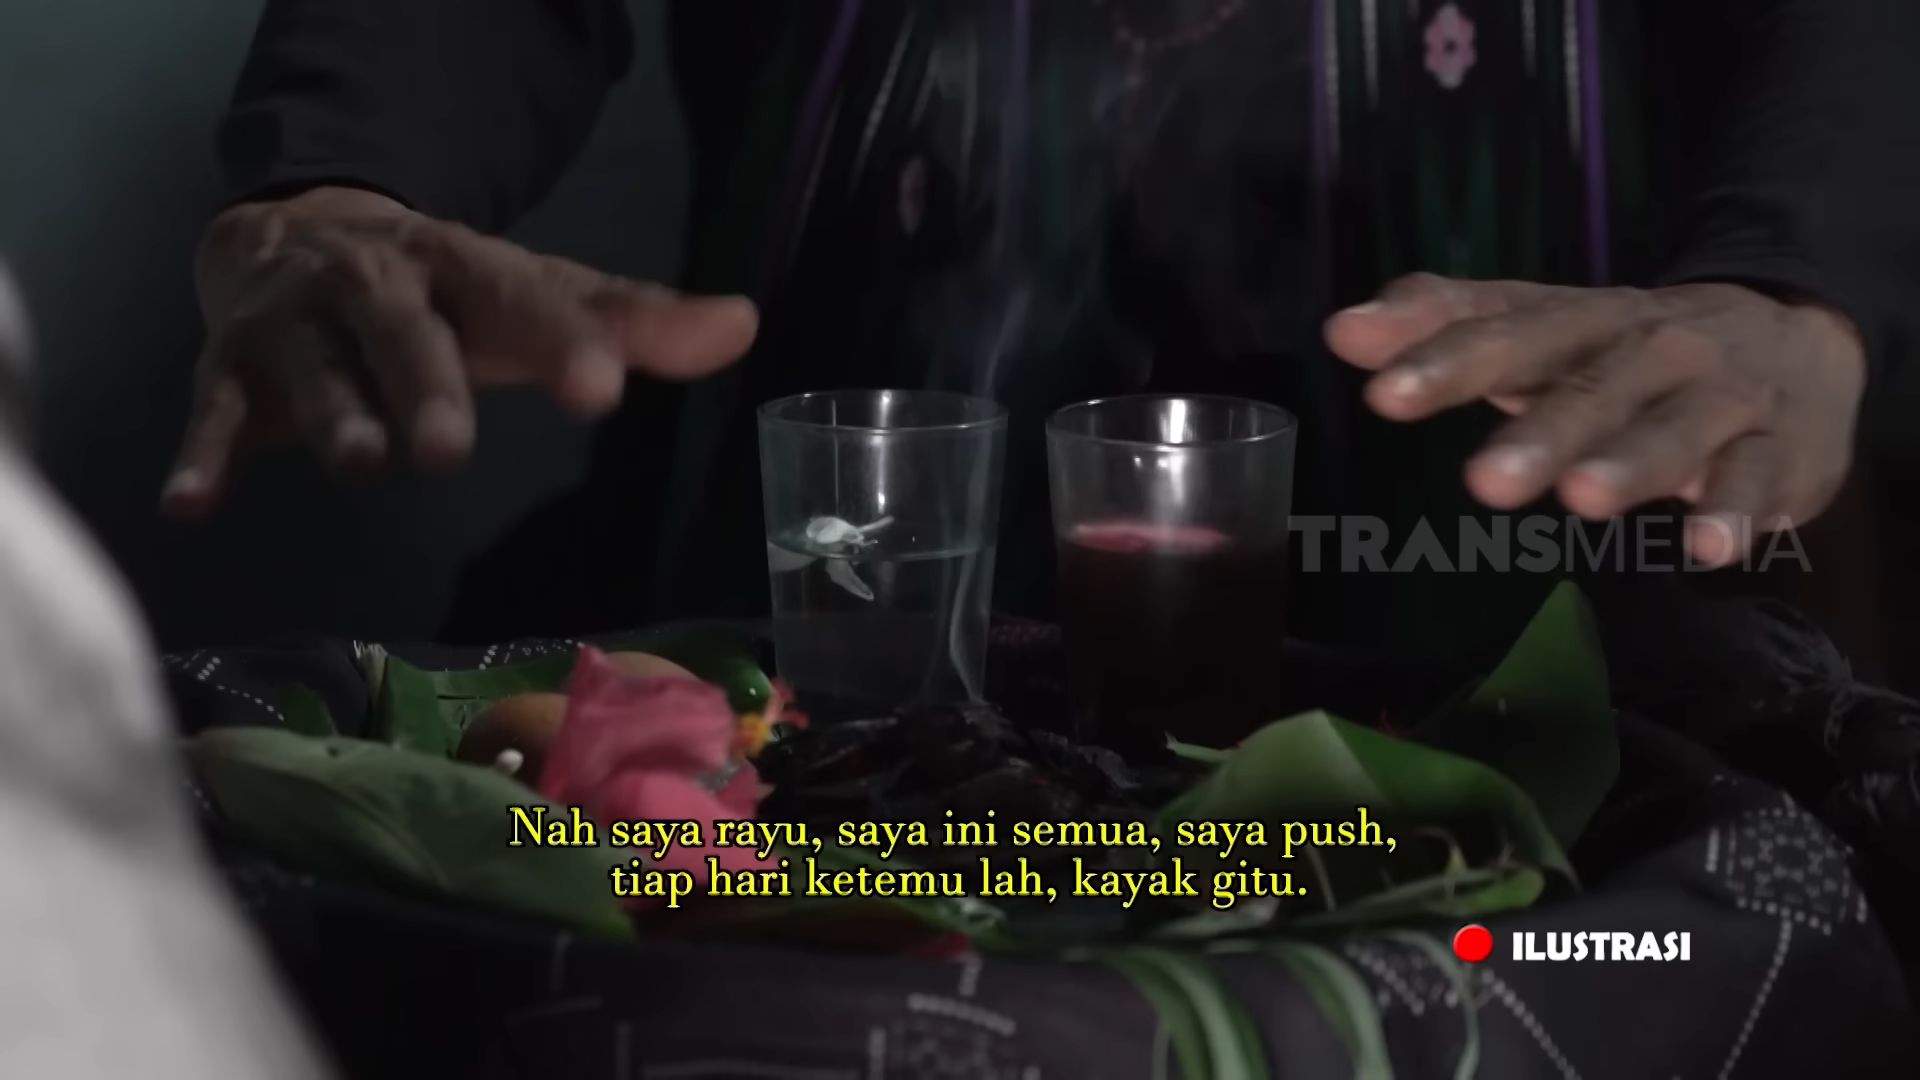 TRANSMEDIA
Nah saya rayu, saya ini semua, saya push,
tiap hari ketemu lah, kayak gitu.
ILUSTRASI